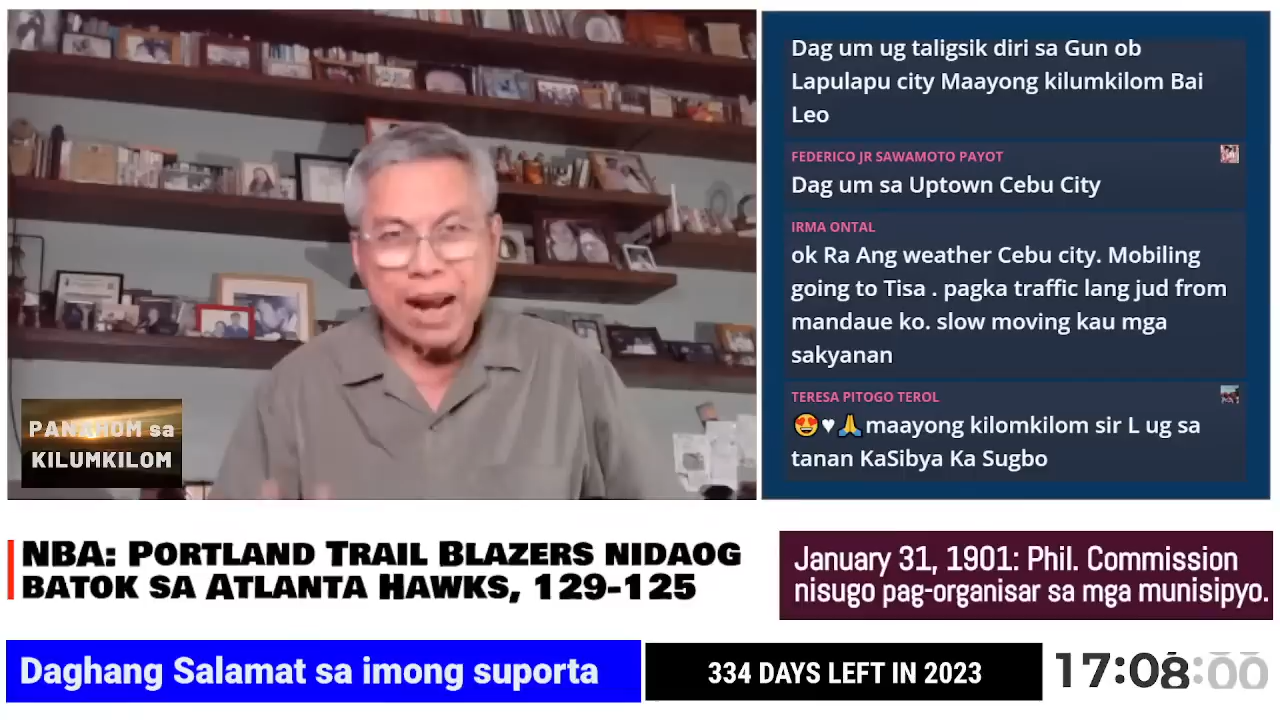 Dag um ug taligsik diri sa Gun ob
Lapulapu city Maayong kilumkilom Bai
Leo
FEDERICO JR SAWAMOTO PAYOT
Dag um sa Uptown Cebu City
IRMA ONTAL
ok Ra Ang weather Cebu city. Mobiling
going to Tisa . pagka traffic lang jud from
mandaue ko. slow moving kau mga
sakyanan
TERESA PITOGO TEROL
😍♥🙏maayong kilomkilom sir L ug sa
tanan KaSibya Ka Sugbo
PANAHOM sa
KILUMKILOM
NBA: PORTLAND TRAIL BLAZERS NIDAOG
BATOK SA ATLANTA HAWKS, 129-125
January 31, 1901: Phil. Commission
nisugo pag-organisar sa mga munisipyo.
Daghang Salamat sa imong suporta
334 DAYS LEFT IN 2023
17:08:00